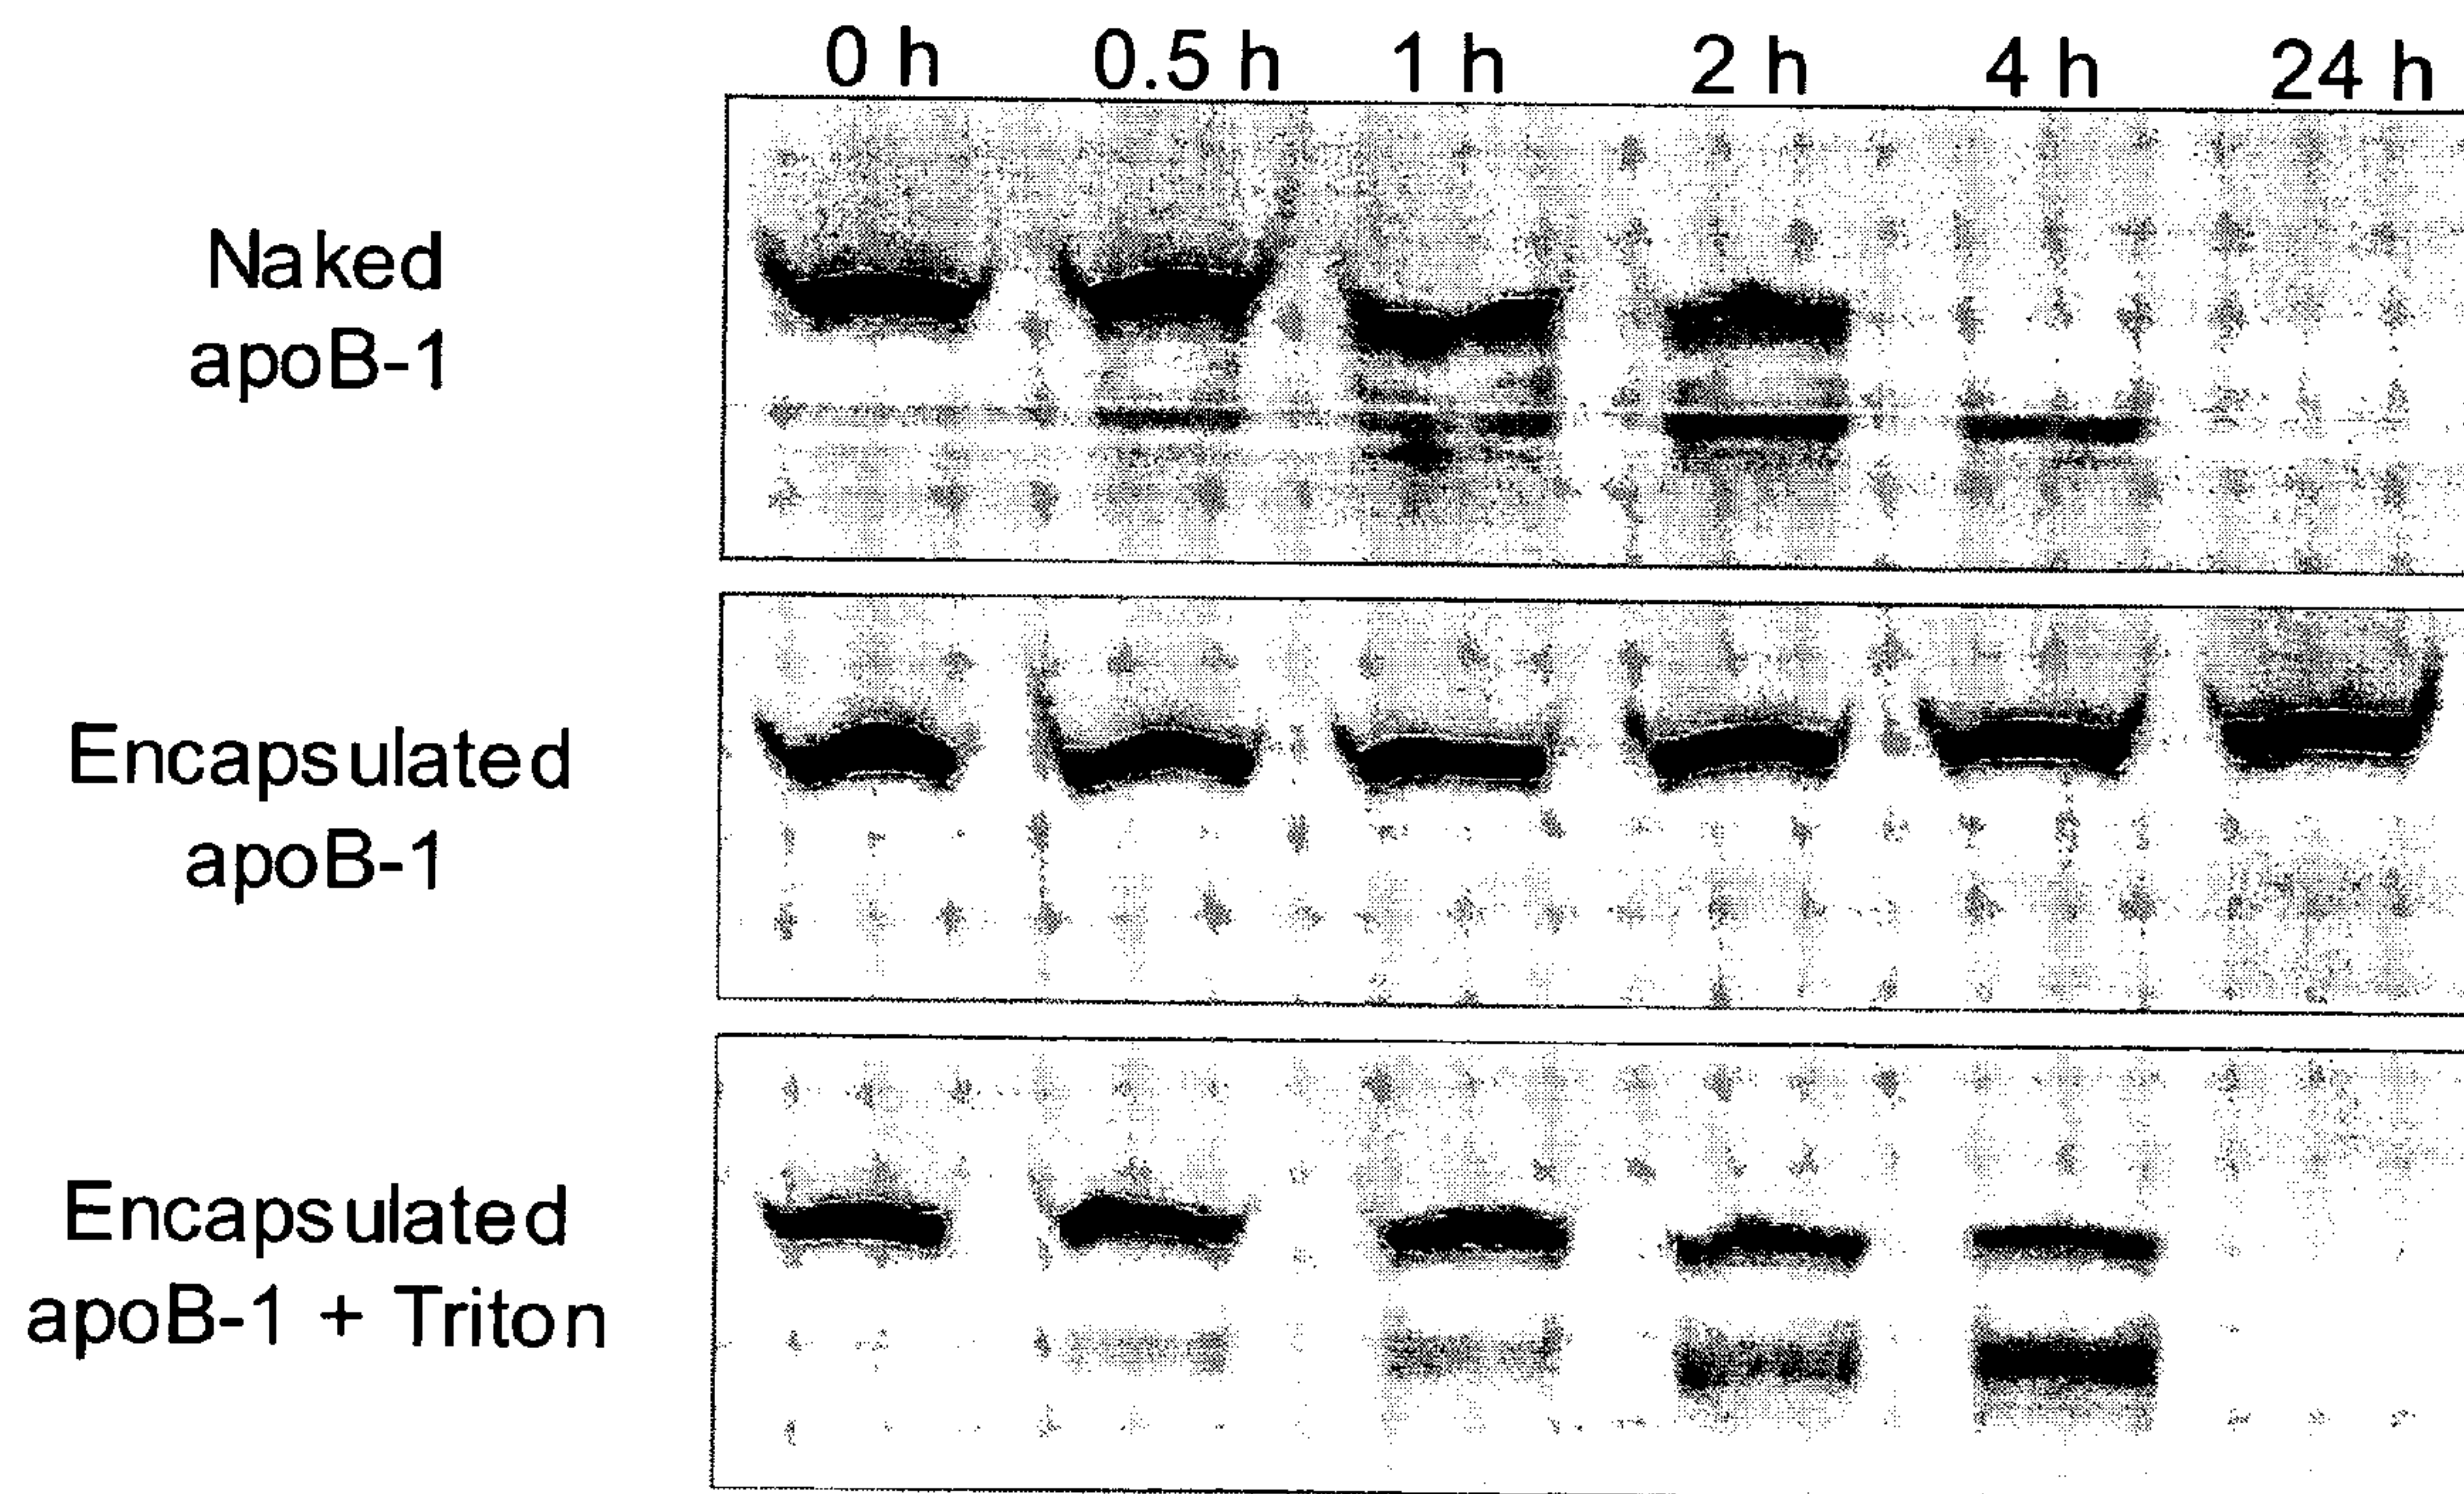 0 h 0.5 h 1 h 2 h 4 h 24 h
Naked
apoB-1
Encapsulated
apoB-1
Encapsulated
apoB-1 + Triton